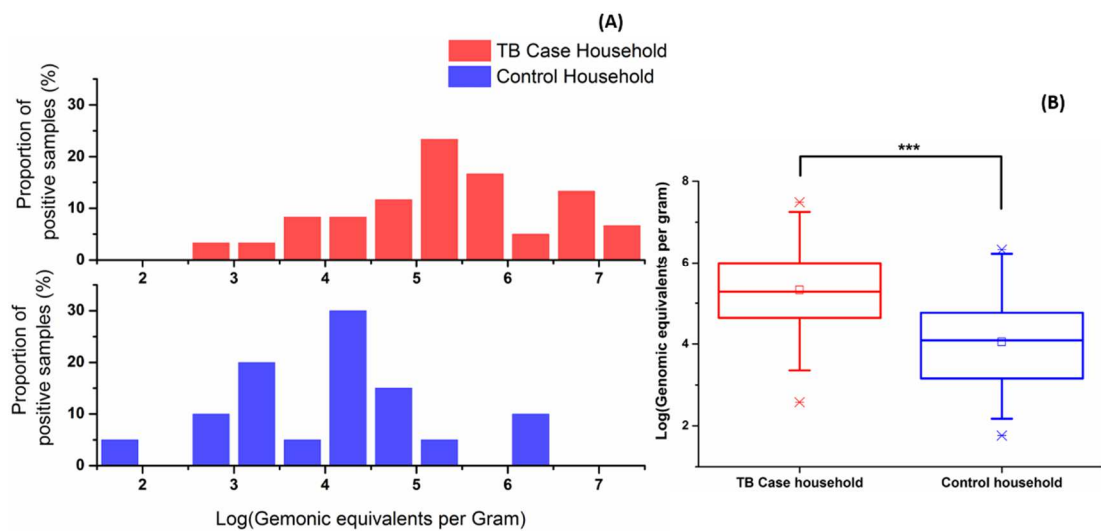 (A)
TB Case Household
Control Household
Proportion of
positive samples (%)
30
20
10
0
2 3 4 5 6 7
Proportion of
positive samples (%)
30
20
10
0
2 3 4 5 6 7
Log(Gemonic equivalents per Gram)
(B)
***
Log(Genomic equivalents per gram)
8
6
4
2
TB Case household Control household